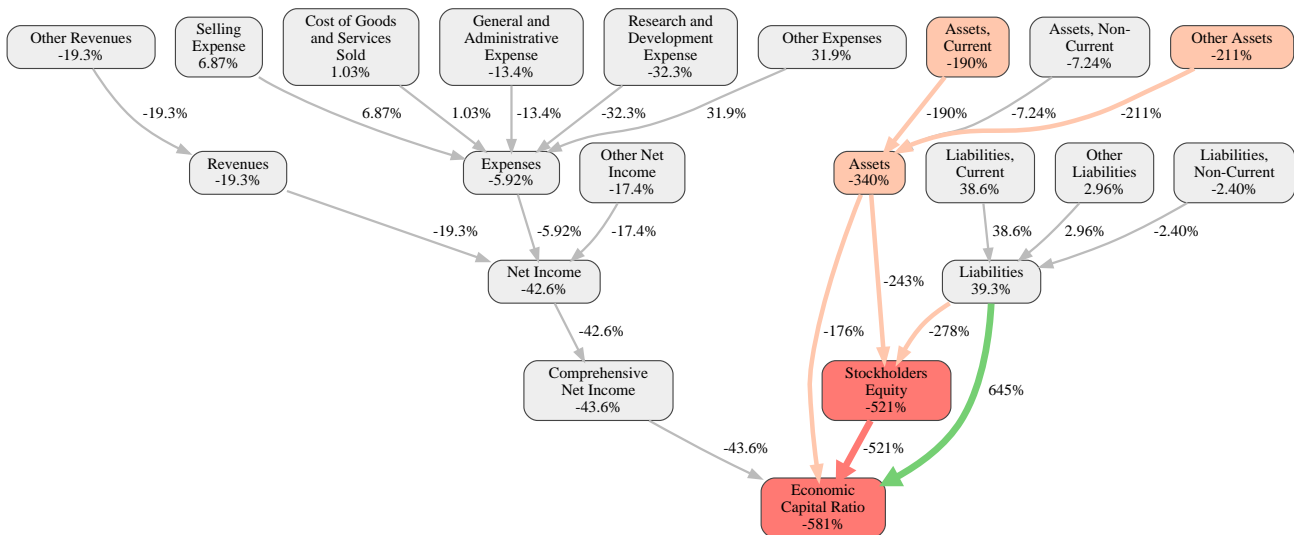 Other Revenues
-19.3%
Selling
Expense
6.87%
Cost of Goods
and Services
Sold
1.03%
General and
Administrative
Expense
-13.4%
Research and
Development
Expense
-32.3%
Other Expenses
31.9%
Assets,
Current
-190%
Assets, Non-
Current
-7.24%
Other Assets
-211%
-19.3%
6.87%
1.03%
-13.4%
-32.3%
31.9%
-190%
-7.24%
-211%
Revenues
-19.3%
Expenses
-5.92%
Other Net
Income
-17.4%
Assets
-340%
Liabilities,
Current
38.6%
Other
Liabilities
2.96%
Liabilities,
Non-Current
-2.40%
-19.3%
-5.92%
-17.4%
38.6%
2.96%
-2.40%
Net Income
-42.6%
-243%
Liabilities
39.3%
-42.6%
-176%
-278%
Comprehensive
Net Income
-43.6%
Stockholders
Equity
-521%
645%
-43.6%
-521%
Economic
Capital Ratio
-581%